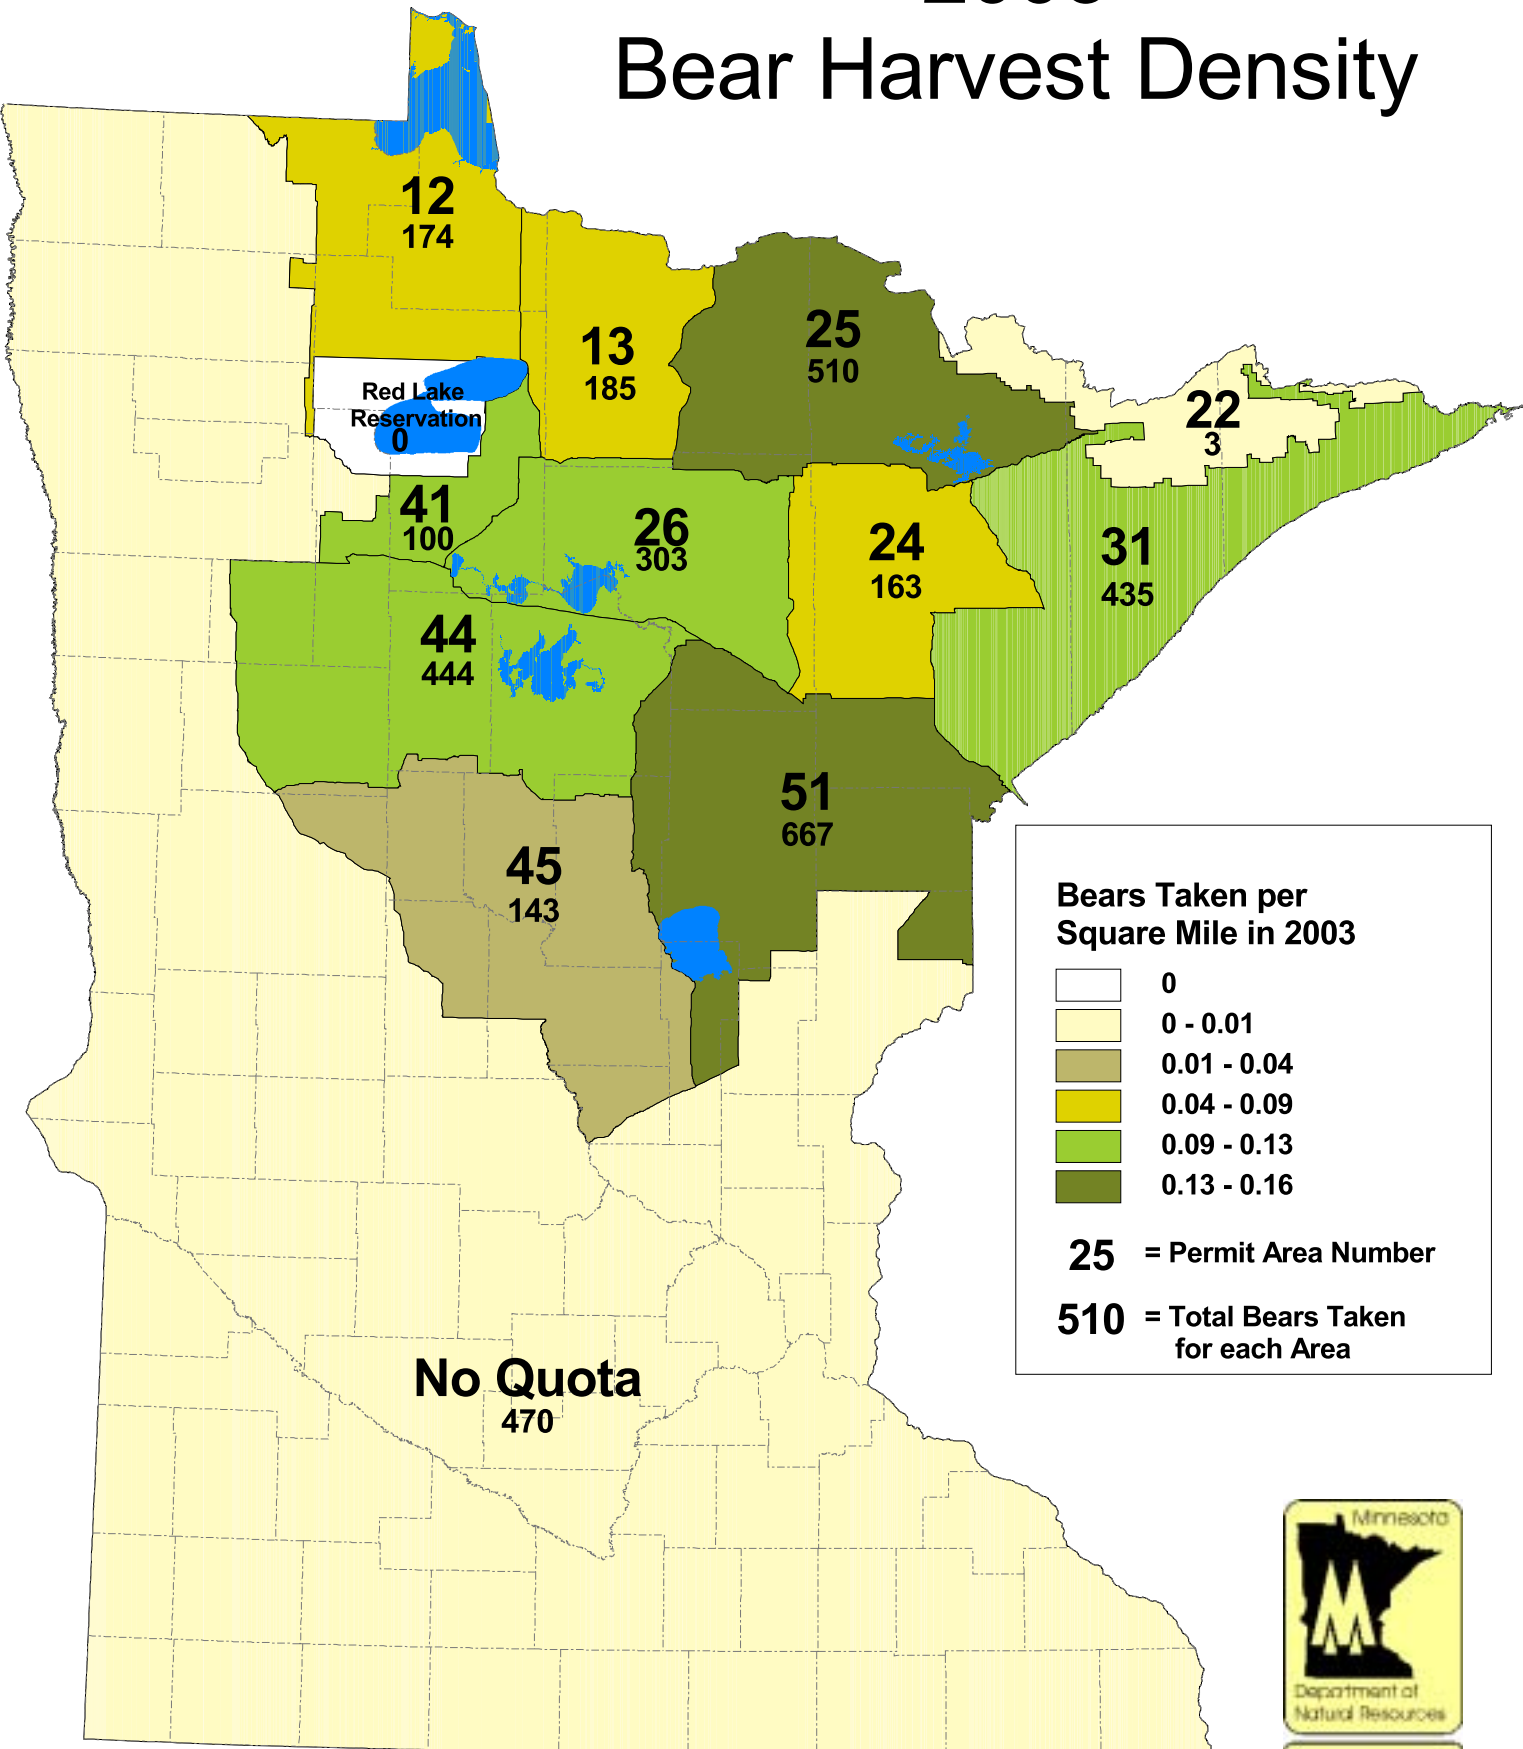 Bear Harvest Density
12
174
13
185
25
510
Red Lake
Reservation
0
22
3
41
100
26
303
24
163
31
435
44
444
51
667
45
143
Bears Taken per
Square Mile in 2003
0
0 - 0.01
0.01 - 0.04
0.04 - 0.09
0.09 - 0.13
0.13 - 0.16
25 = Permit Area Number
510 = Total Bears Taken
for each Area
No Quota
470
Minnesota
Department of
Natural Resources